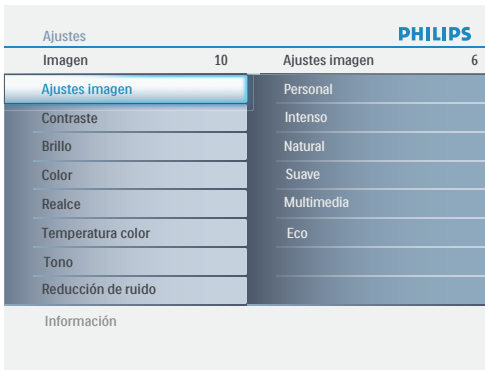 Ajustes PHILIPS
Imagen 10 Ajustes imagen 6
Ajustes imagen Personal
Contraste Intenso
Brillo Natural
Color Suave
Realce Multimedia
Temperatura color Eco
Tono
Reducción de ruido
Información